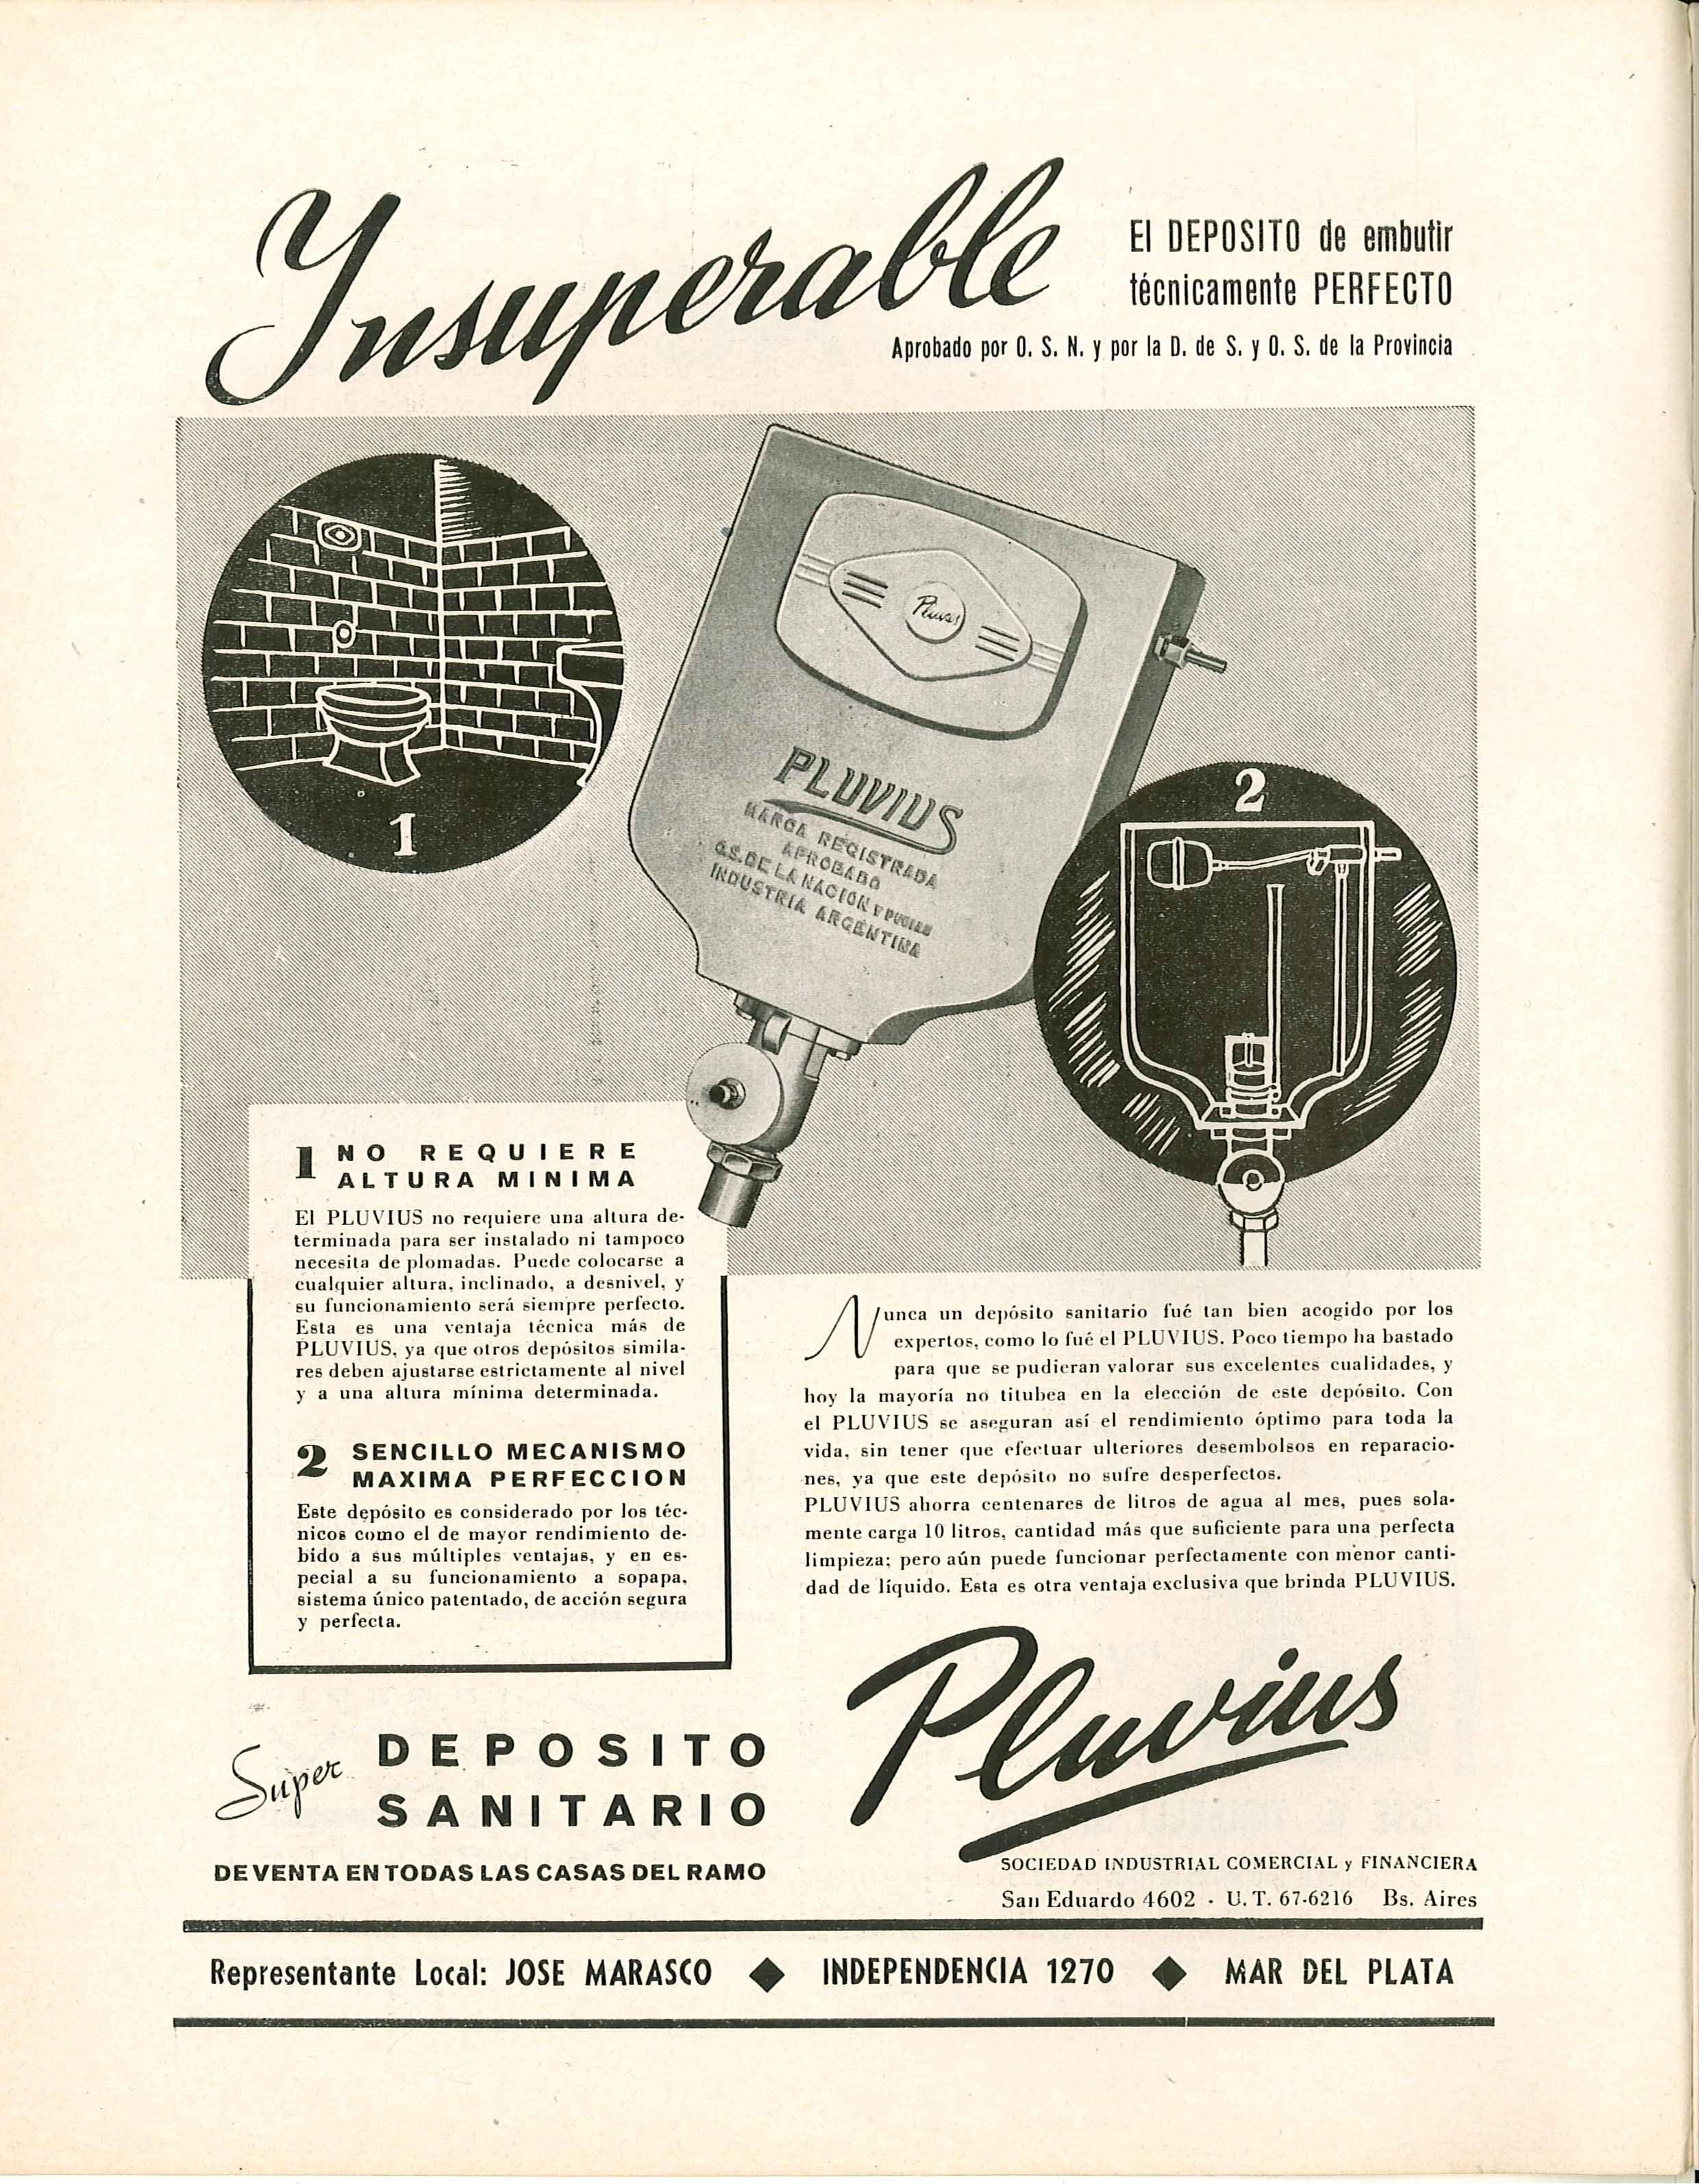 Insuperable
El DEPOSITO de embutir
técnicamente PERFECTO
Aprobado por O. S. N. y por la D. de S. y O. S. de la Provincia
1
Pluvius
PLUVIUS
MARCA REGISTRADA
APROBADO
O.S. DE LA NACION Y
INDUSTRIA ARGENTINA
2
1 NO REQUIERE
ALTURA MINIMA
El PLUVIUS no requiere una altura de-
terminada para ser instalado ni tampoco
necesita de plomadas. Puede colocarse a
cualquier altura, inclinado, a desnivel, y
su funcionamiento será siempre perfecto.
Esta es una ventaja técnica más de
PLUVIUS, ya que otros depósitos simila-
res deben ajustarse estrictamente al nivel
y a una altura mínima determinada.
2 SENCILLO MECANISMO
MAXIMA PERFECCION
Este depósito es considerado por los téc-
nicos como el de mayor rendimiento de-
bido a sus múltiples ventajas, y en es-
pecial a su funcionamiento a sopapa,
sistema único patentado, de acción segura
y perfecta.
Nunca un depósito sanitario fué tan bien acogido por los
expertos, como lo fué el PLUVIUS. Poco tiempo ha bastado
para que se pudieran valorar sus excelentes cualidades, y
hoy la mayoría no titubea en la elección de este depósito. Con
el PLUVIUS se aseguran así el rendimiento óptimo para toda la
vida, sin tener que efectuar ulteriores desembolsos en reparacio-
nes, ya que este depósito no sufre desperfectos.
PLUVIUS ahorra centenares de litros de agua al mes, pues sola-
mente carga 10 litros, cantidad más que suficiente para una perfecta
limpieza; pero aún puede funcionar perfectamente con menor canti-
dad de líquido. Esta es otra ventaja exclusiva que brinda PLUVIUS.
Super DEPOSITO
SANITARIO
DE VENTA EN TODAS LAS CASAS DEL RAMO
Pluvius
SOCIEDAD INDUSTRIAL COMERCIAL y FINANCIERA
San Eduardo 4602 - U. T. 67-6216 Bs. Aires
Representante Local: JOSE MARASCO ◆ INDEPENDENCIA 1270 ◆ MAR DEL PLATA